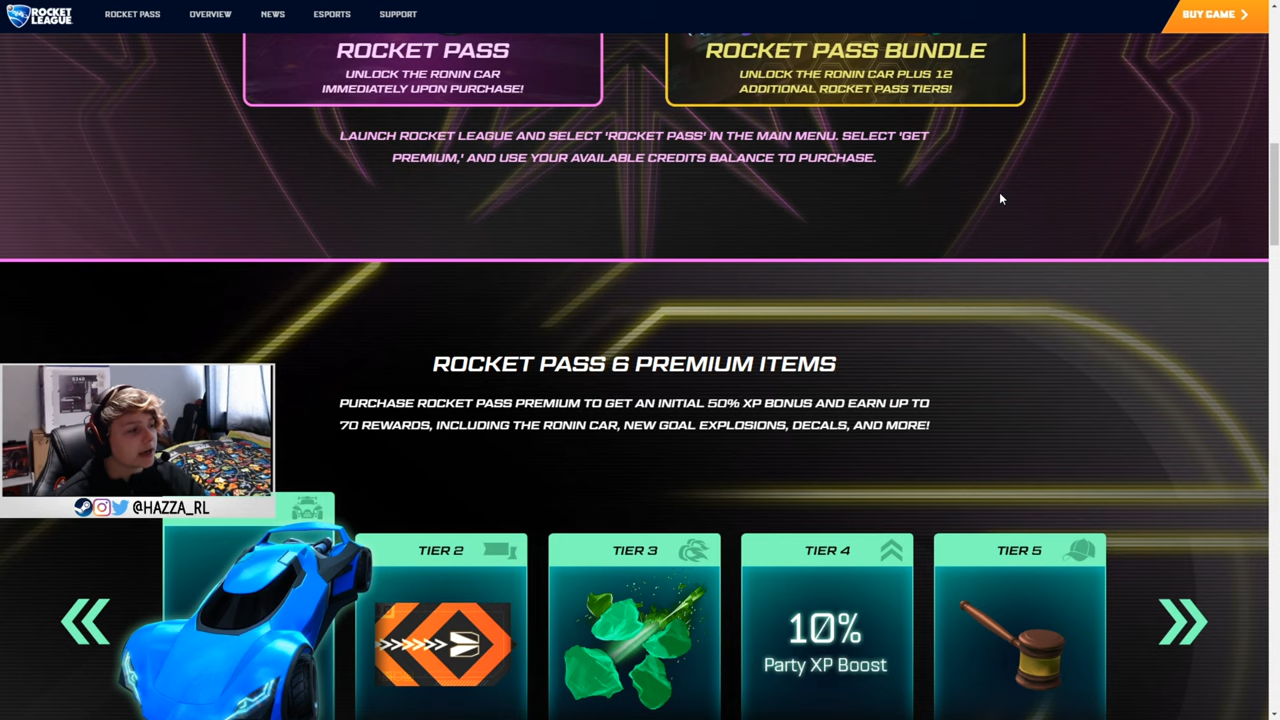 ROCKET LEAGUE
ROCKET PASS
OVERVIEW
NEWS
ESPORTS
SUPPORT
BUY GAME
ROCKET PASS
UNLOCK THE RONIN CAR
IMMEDIATELY UPON PURCHASE!
ROCKET PASS BUNDLE
UNLOCK THE RONIN CAR PLUS 12
ADDITIONAL ROCKET PASS TIERS!
LAUNCH ROCKET LEAGUE AND SELECT 'ROCKET PASS' IN THE MAIN MENU. SELECT 'GET
PREMIUM,' AND USE YOUR AVAILABLE CREDITS BALANCE TO PURCHASE.
ROCKET PASS 6 PREMIUM ITEMS
PURCHASE ROCKET PASS PREMIUM TO GET AN INITIAL 50% XP BONUS AND EARN UP TO
70 REWARDS, INCLUDING THE RONIN CAR, NEW GOAL EXPLOSIONS, DECALS, AND MORE!
@HAZZA_RL
TIER 2
TIER 3
TIER 4
TIER 5
10%
Party XP Boost